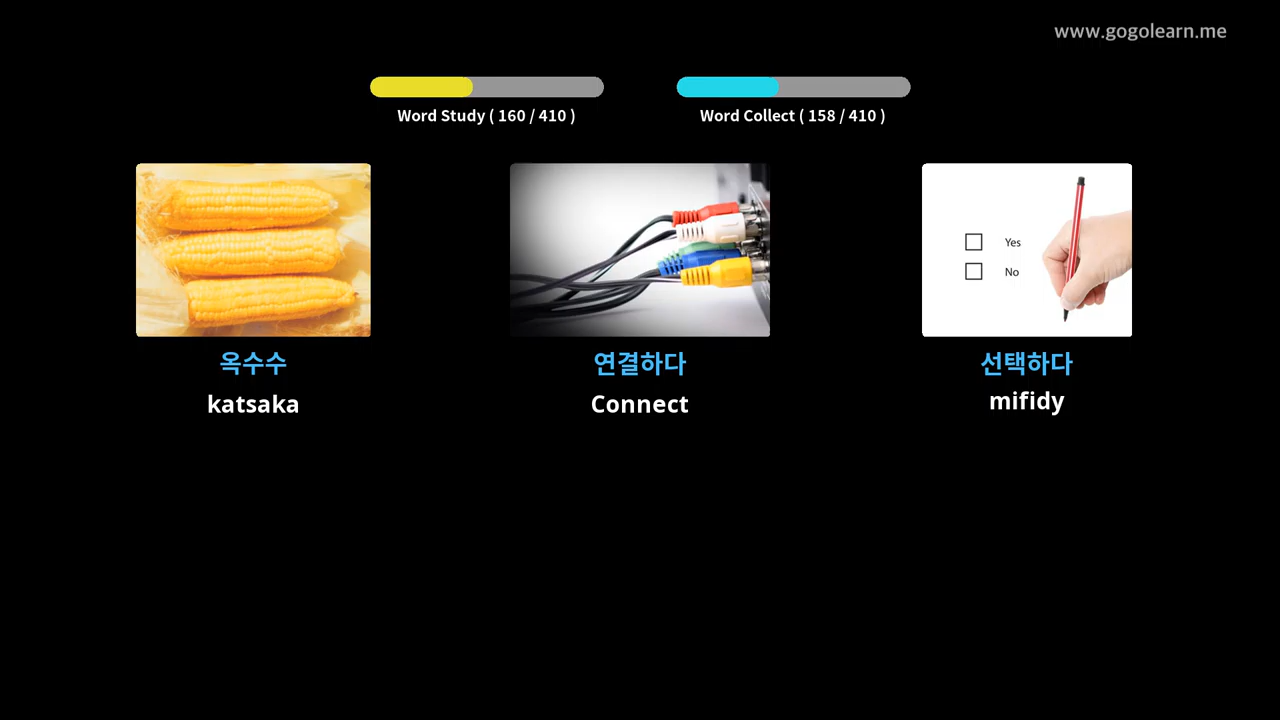 www.gogolearn.me
Word Study ( 160 / 410 )
Word Collect ( 158 / 410 )
Yes
No
옥수수
연결하다
선택하다
katsaka
Connect
mifidy